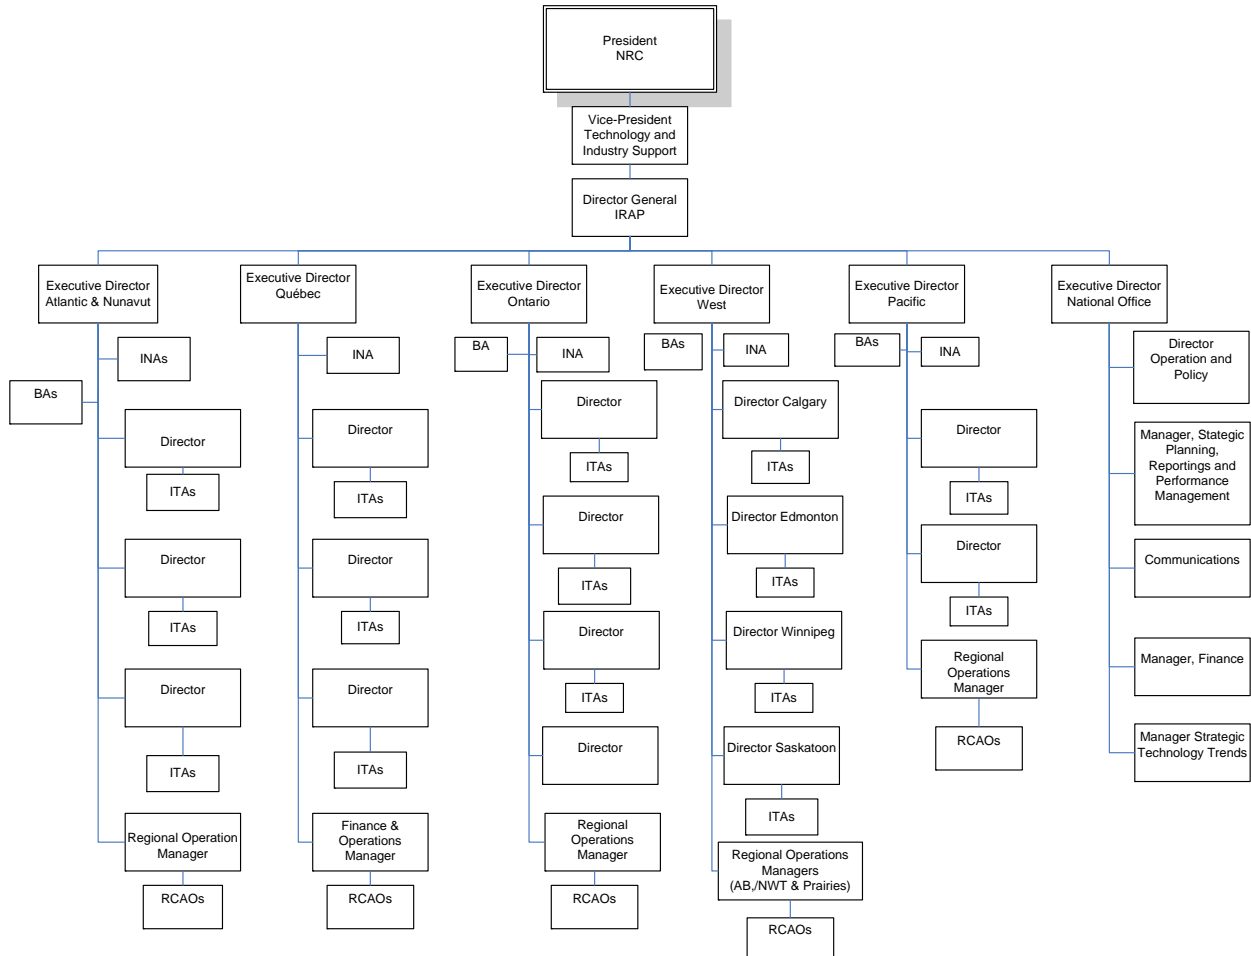 President
NRC
Vice-President
Technology and
Industry Support
Director General
IRAP
Executive Director
Atlantic & Nunavut
INAs
BAs
Director
ITAs
Director
ITAs
Director
ITAs
Regional Operation
Manager
RCAOs
Executive Director
Québec
INA
Director
ITAs
Director
ITAs
Director
ITAs
Finance &
Operations
Manager
RCAOs
Executive Director
Ontario
BA
INA
Director
ITAs
Director
ITAs
Director
ITAs
Director
Regional
Operations
Manager
RCAOs
Executive Director
West
BAs
INA
Director Calgary
ITAs
Director Edmonton
ITAs
Director Winnipeg
ITAs
Director Saskatoon
ITAs
Regional Operations
Managers
(AB,/NWT & Prairies)
RCAOs
Executive Director
Pacific
BAs
INA
Director
ITAs
Director
ITAs
Regional
Operations
Manager
RCAOs
Executive Director
National Office
Director
Operation and
Policy
Manager, Stategic
Planning,
Reportings and
Performance
Management
Communications
Manager, Finance
Manager Strategic
Technology Trends